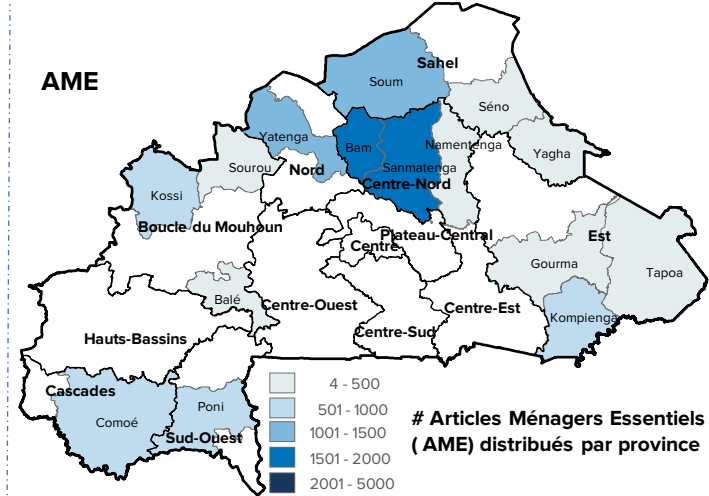 AME
Sahel
Soum
Séno
Yatenga
Bam
Namentenga
Yagha
Sourou
Nord
Sanmatenga
Kossi
Centre-Nord
Boucle du Mouhoun
Plateau-Central
Est
Centre
Gourma
Tapoa
Balé
Centre-Ouest
Centre-Est
Kompienga
Hauts-Bassins
Centre-Sud
Cascades
Poni
Comoé
Sud-Ouest
4 - 500
501 - 1000
1001 - 1500
1501 - 2000
2001 - 5000
# Articles Ménagers Essentiels
( AME) distribués par province